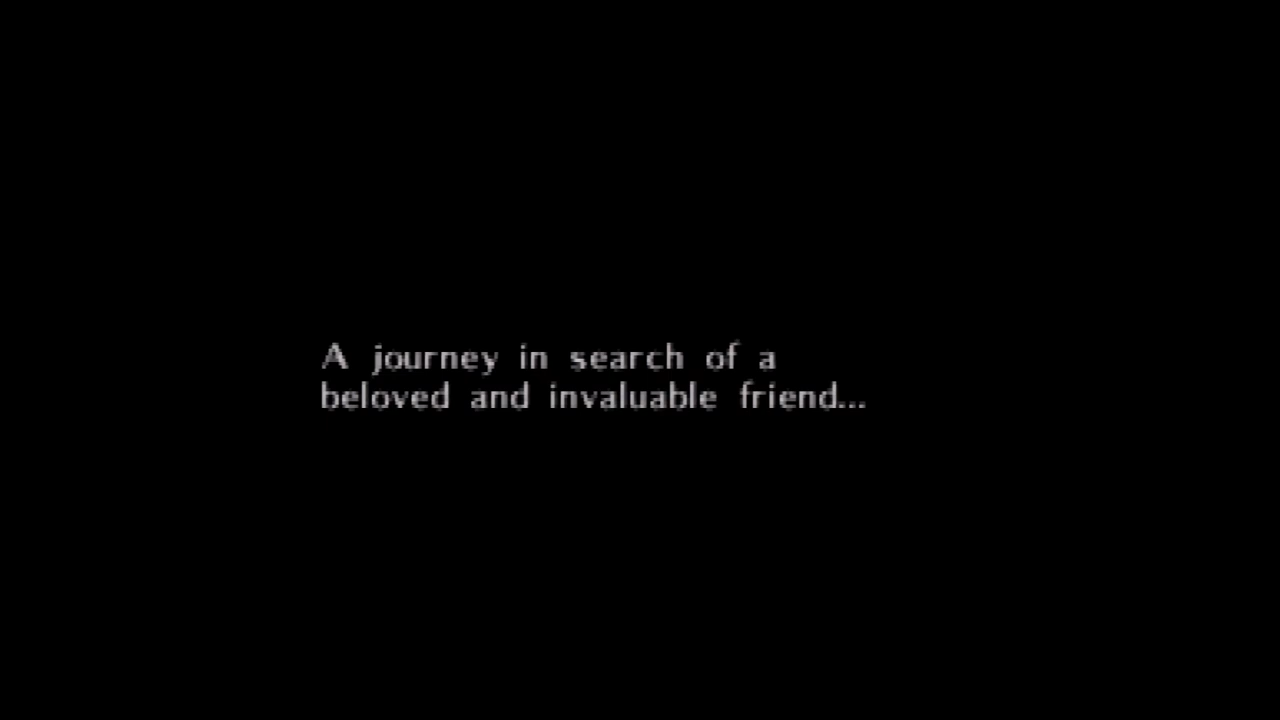 A journey in search of a
beloved and invaluable friend...